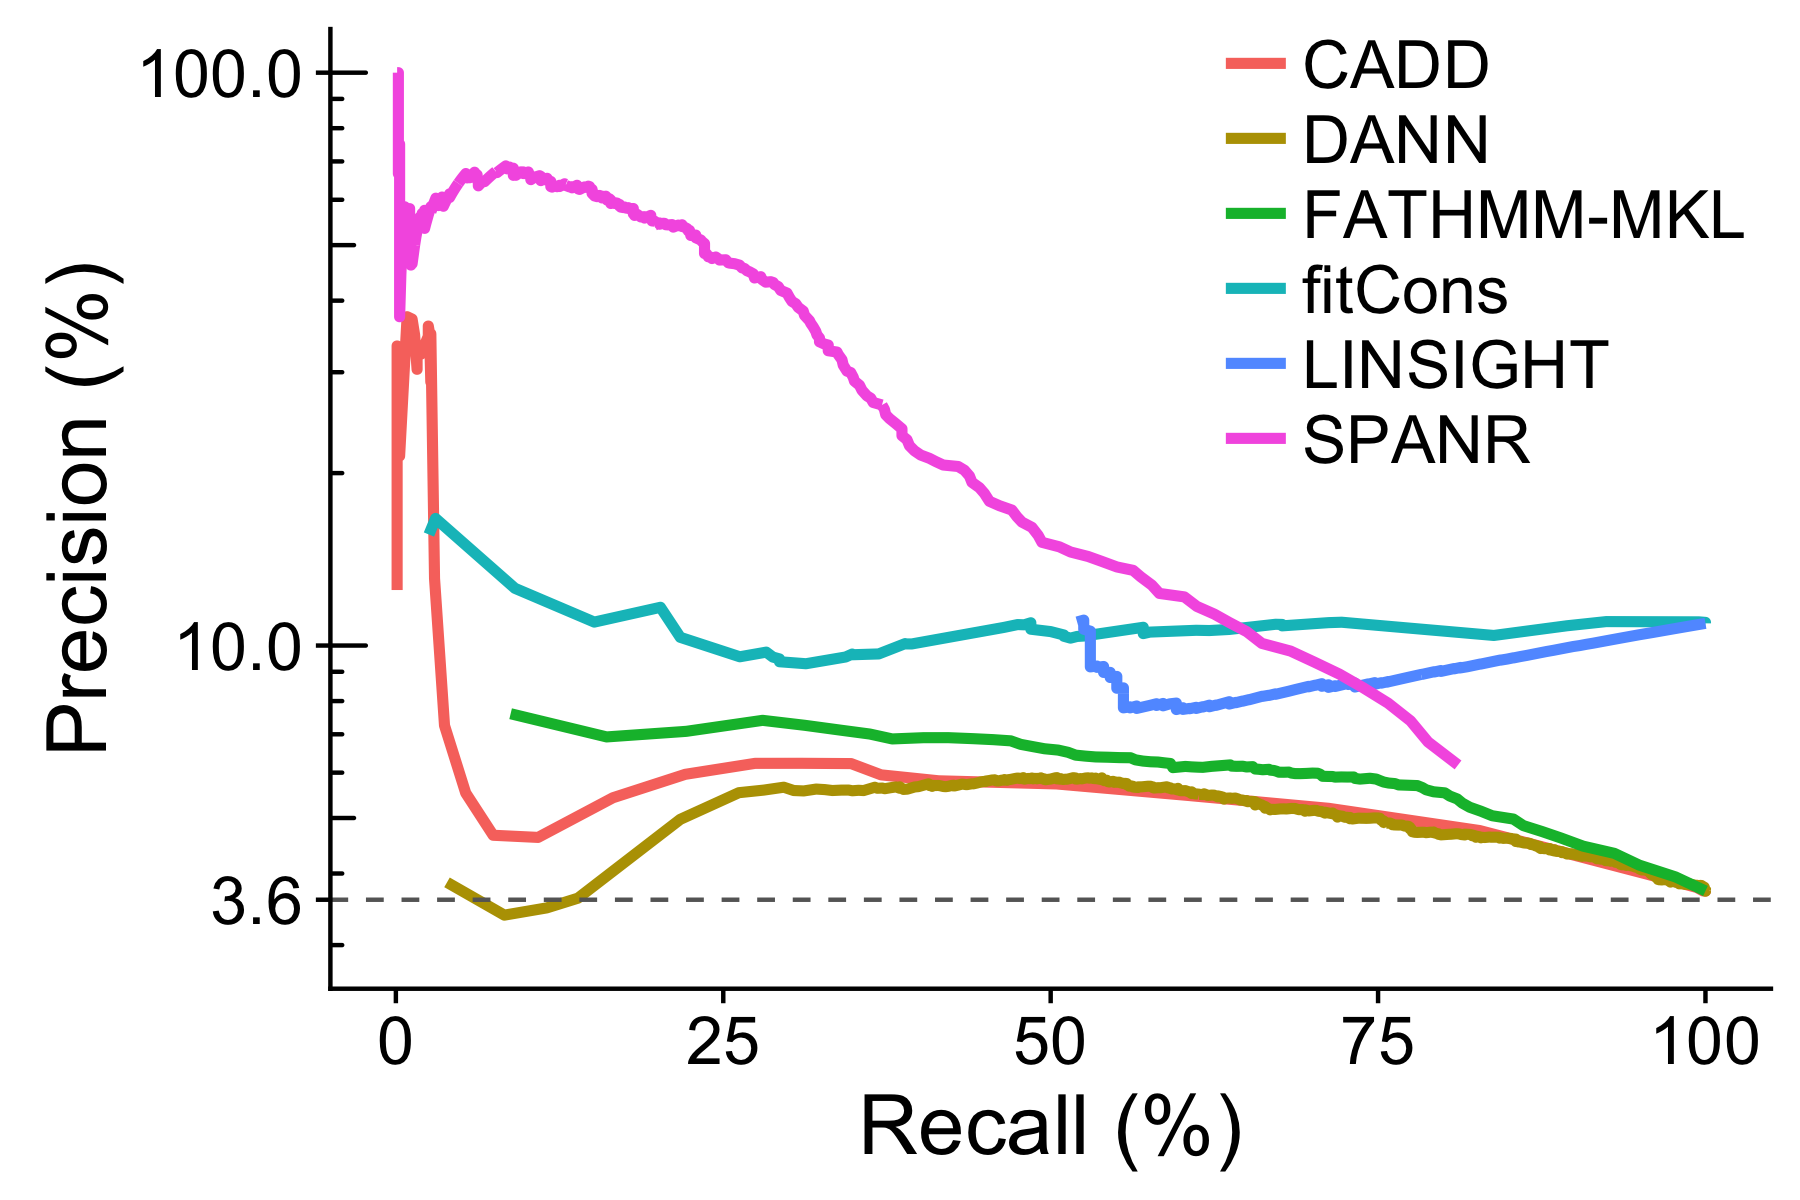 100.0
10.0
3.6
Precision (%)
CADD
DANN
FATHMM-MKL
fitCons
LINSIGHT
SPANR
0 25 50 75 100
Recall (%)